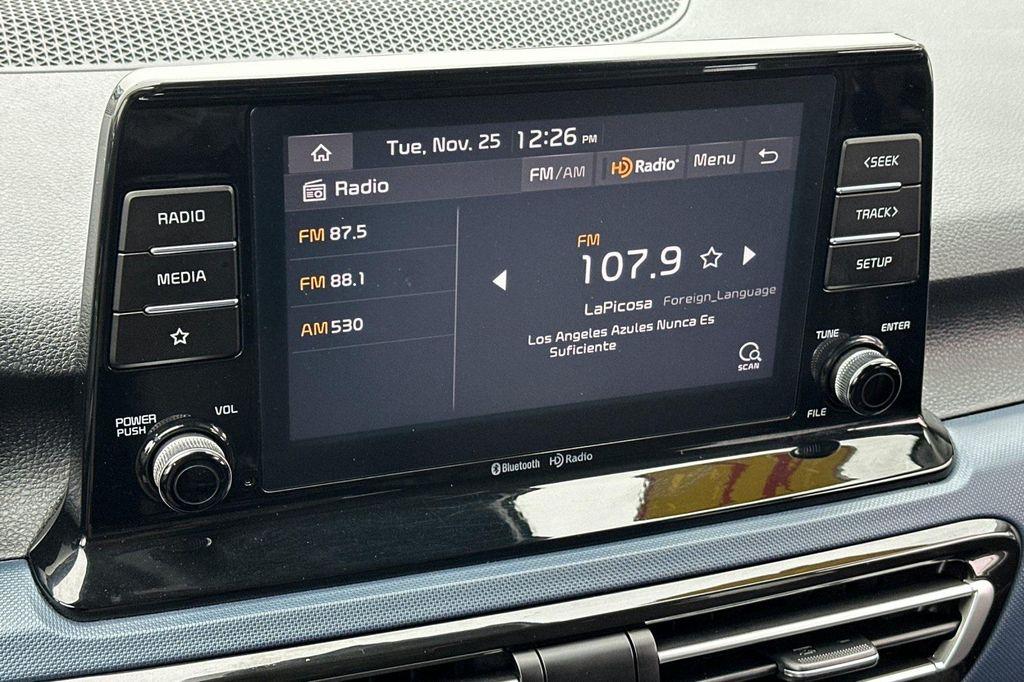 Tue, Nov. 25 12:26 PM
FM/AM HD Radio® Menu
Radio
FM 87.5
FM 88.1
AM 530
FM
107.9
LaPicosa Foreign_Language
Los Angeles Azules Nunca Es
Suficiente
SCAN
RADIO
MEDIA
POWER
PUSH
VOL
<SEEK
TRACK>
SETUP
TUNE
ENTER
FILE
Bluetooth HD Radio